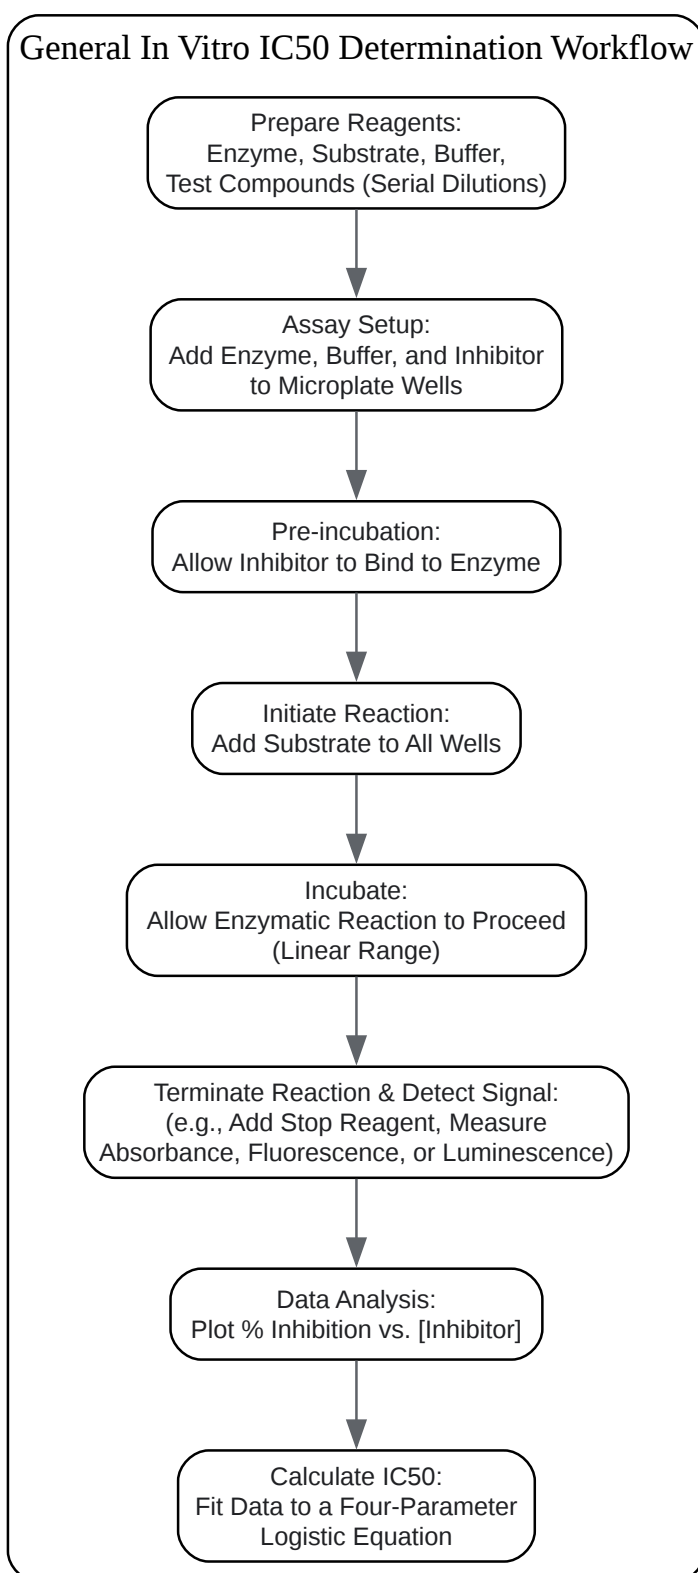 General In Vitro IC50 Determination Workflow
Prepare Reagents:
Enzyme, Substrate, Buffer,
Test Compounds (Serial Dilutions)
Assay Setup:
Add Enzyme, Buffer, and Inhibitor
to Microplate Wells
Pre-incubation:
Allow Inhibitor to Bind to Enzyme
Initiate Reaction:
Add Substrate to All Wells
Incubate:
Allow Enzymatic Reaction to Proceed
(Linear Range)
Terminate Reaction & Detect Signal:
(e.g., Add Stop Reagent, Measure
Absorbance, Fluorescence, or Luminescence)
Data Analysis:
Plot % Inhibition vs. [Inhibitor]
Calculate IC50:
Fit Data to a Four-Parameter
Logistic Equation